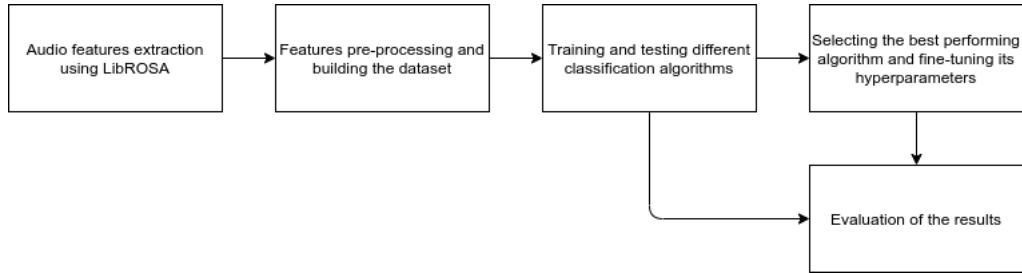 Audio features extraction
using LibROSA
Features pre-processing and
building the dataset
Training and testing different
classification algorithms
Selecting the best performing
algorithm and fine-tuning its
hyperparameters
Evaluation of the results